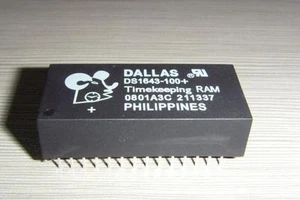 DALLAS
DS1643-100+
Timekeeping RAM
0801A3C 211337
+ PHILIPPINES